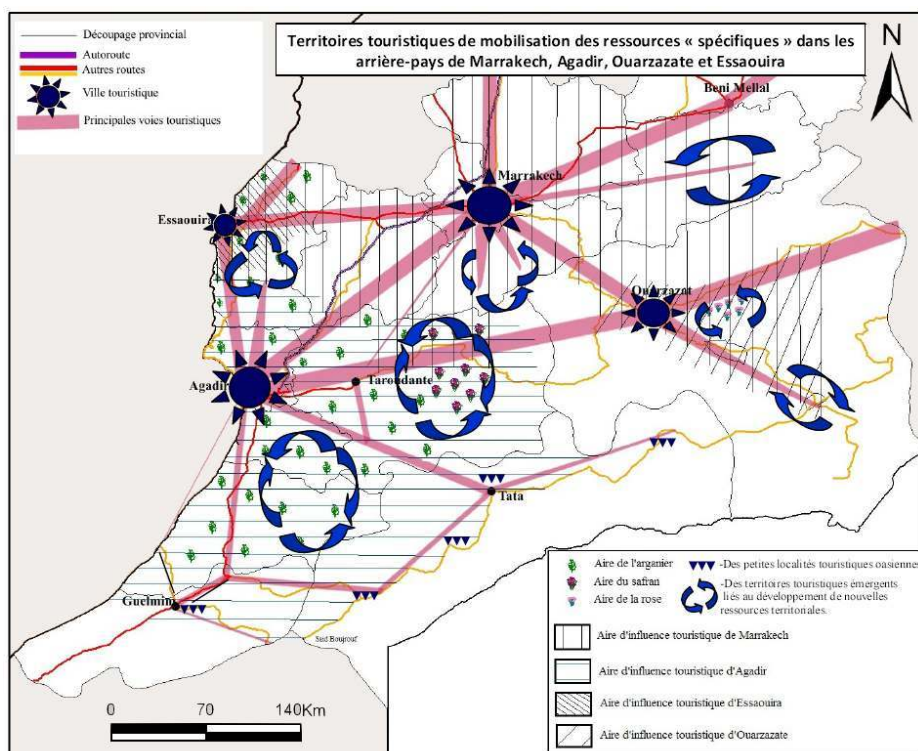 Découpage provincial
Autoroute
Autres routes
Ville touristique
Principales voies touristiques
Territoires touristiques de mobilisation des ressources « spécifiques » dans les
arrière-pays de Marrakech, Agadir, Ouarzazate et Essaouira
N
Beni Mellal
Marrakech
Essaouira
Ouarzazat
Agadir
Taroudante
Tata
Guelmim
Sud Boujrouf
Aire de l'arganier
Aire du safran
Aire de la rose
-Des petites localités touristiques oasiennes
-Des territoires touristiques émergents
liés au développement de nouvelles
ressources territoriales.
Aire d'influence touristique de Marrakech
Aire d'influence touristique d'Agadir
Aire d'influence touristique d'Essaouira
Aire d'influence touristique d'Ouarzazate
0 70 140Km